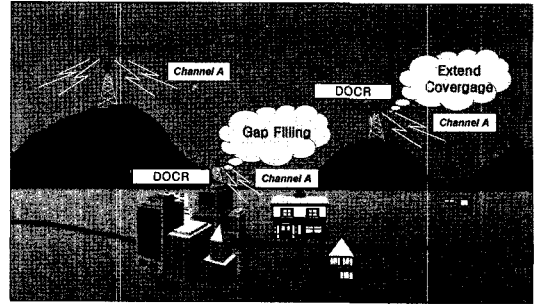 Channel A
Extend
Covergage
DOCR
Channel A
Gap Filling
DOCR
Channel A